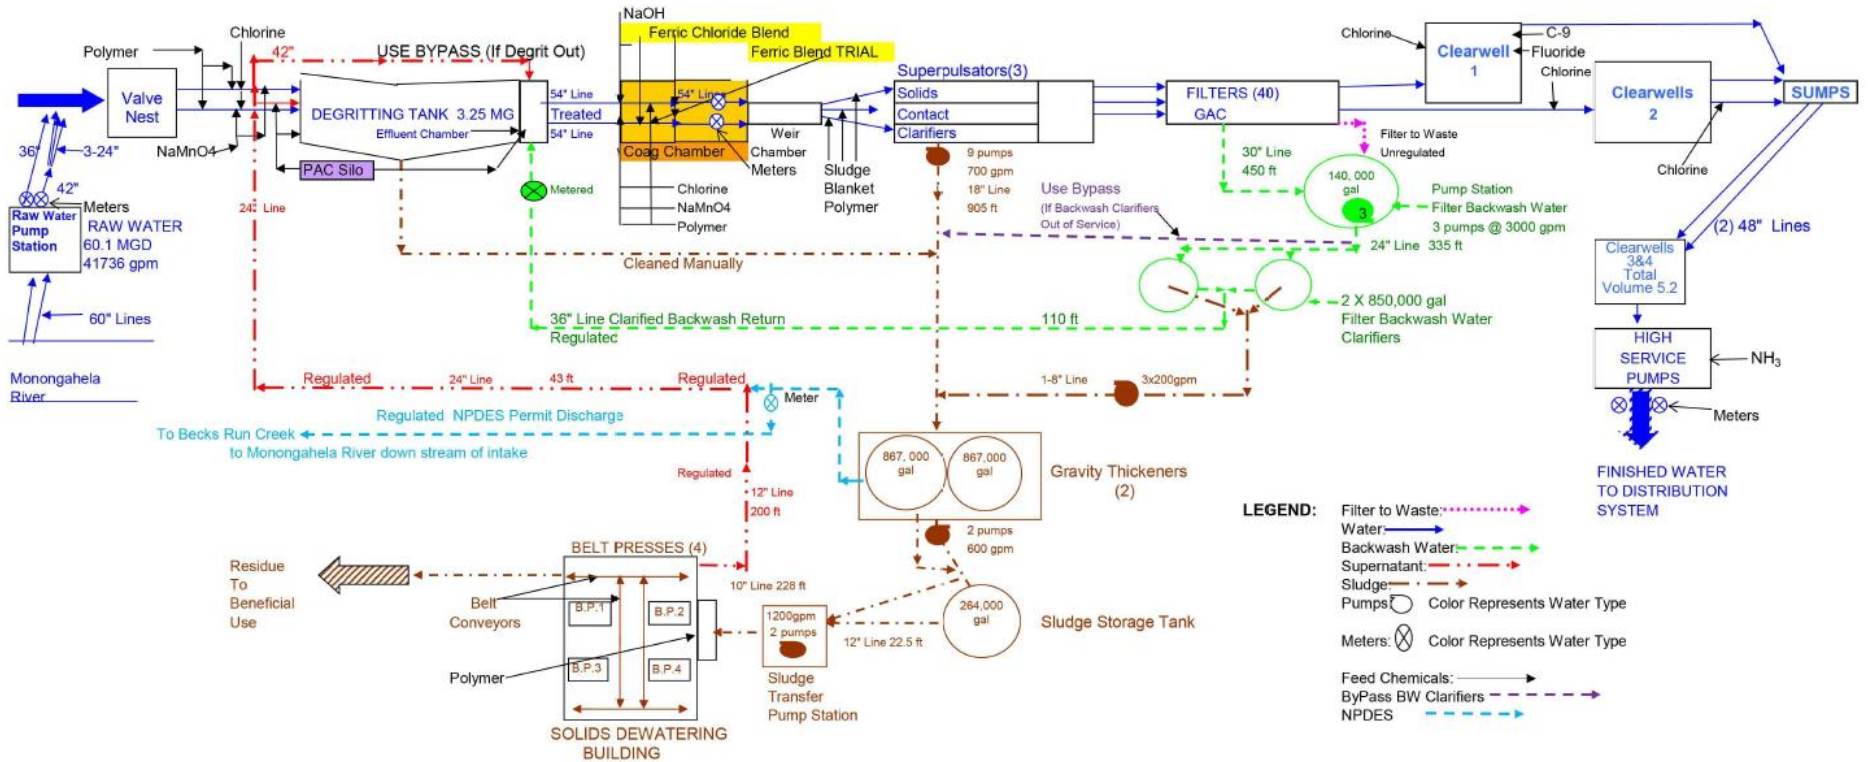 NaOH
Ferric Chloride Blend
Ferric Blend TRIAL
Polymer
Chlorine
42"
USE BYPASS (If Degrit Out)
Valve
Nest
NaMnO4
DEGRITTING TANK 3.25 MG
Effluent Chamber
PAC Silo
54" Line
Treated
54" Line
54" Line
Coag Chamber
Weir
Chamber
Meters
Chlorine
NaMnO4
Polymer
Sludge
Blanket
Polymer
Superpulsators(3)
Solids
Contact
Clarifiers
FILTERS (40)
GAC
Chlorine
Clearwell
1
C-9
Fluoride
Chlorine
Clearwells
2
Chlorine
SUMPS
Filter to Waste
Unregulated
36"
3-24"
42"
Meters
Raw Water
Pump
Station
RAW WATER
60.1 MGD
41736 gpm
60" Lines
Monongahela
River
24" Line
Metered
Cleaned Manually
9 pumps
700 gpm
18" Line
905 ft
30" Line
450 ft
140, 000
gal
3
Pump Station
Filter Backwash Water
3 pumps @ 3000 gpm
Use Bypass
(If Backwash Clarifiers
Out of Service)
24" Line 335 ft
2 X 850,000 gal
Filter Backwash Water
Clarifiers
36" Line Clarified Backwash Return
Regulated
110 ft
(2) 48" Lines
Clearwells
3&4
Total
Volume 5.2
HIGH
SERVICE
PUMPS
NH3
Meters
FINISHED WATER
TO DISTRIBUTION
SYSTEM
Regulated
24" Line
43 ft
Regulated
Meter
1-8" Line
3x200gpm
Regulated NPDES Permit Discharge
To Becks Run Creek
to Monongahela River down stream of intake
Regulated
12" Line
200 ft
867, 000
gal
867,000
gal
Gravity Thickeners
(2)
2 pumps
600 gpm
BELT PRESSES (4)
Residue
To
Beneficial
Use
Belt
Conveyors
B.P.1
B.P.2
B.P.3
B.P.4
Polymer
10" Line 228 ft
1200gpm
2 pumps
12" Line 22.5 ft
264,000
gal
Sludge Storage Tank
Sludge
Transfer
Pump Station
SOLIDS DEWATERING
BUILDING
LEGEND:
Filter to Waste:
Water:
Backwash Water:
Supernatant:
Sludge:
Pumps: Color Represents Water Type
Meters: Color Represents Water Type
Feed Chemicals:
ByPass BW Clarifiers
NPDES